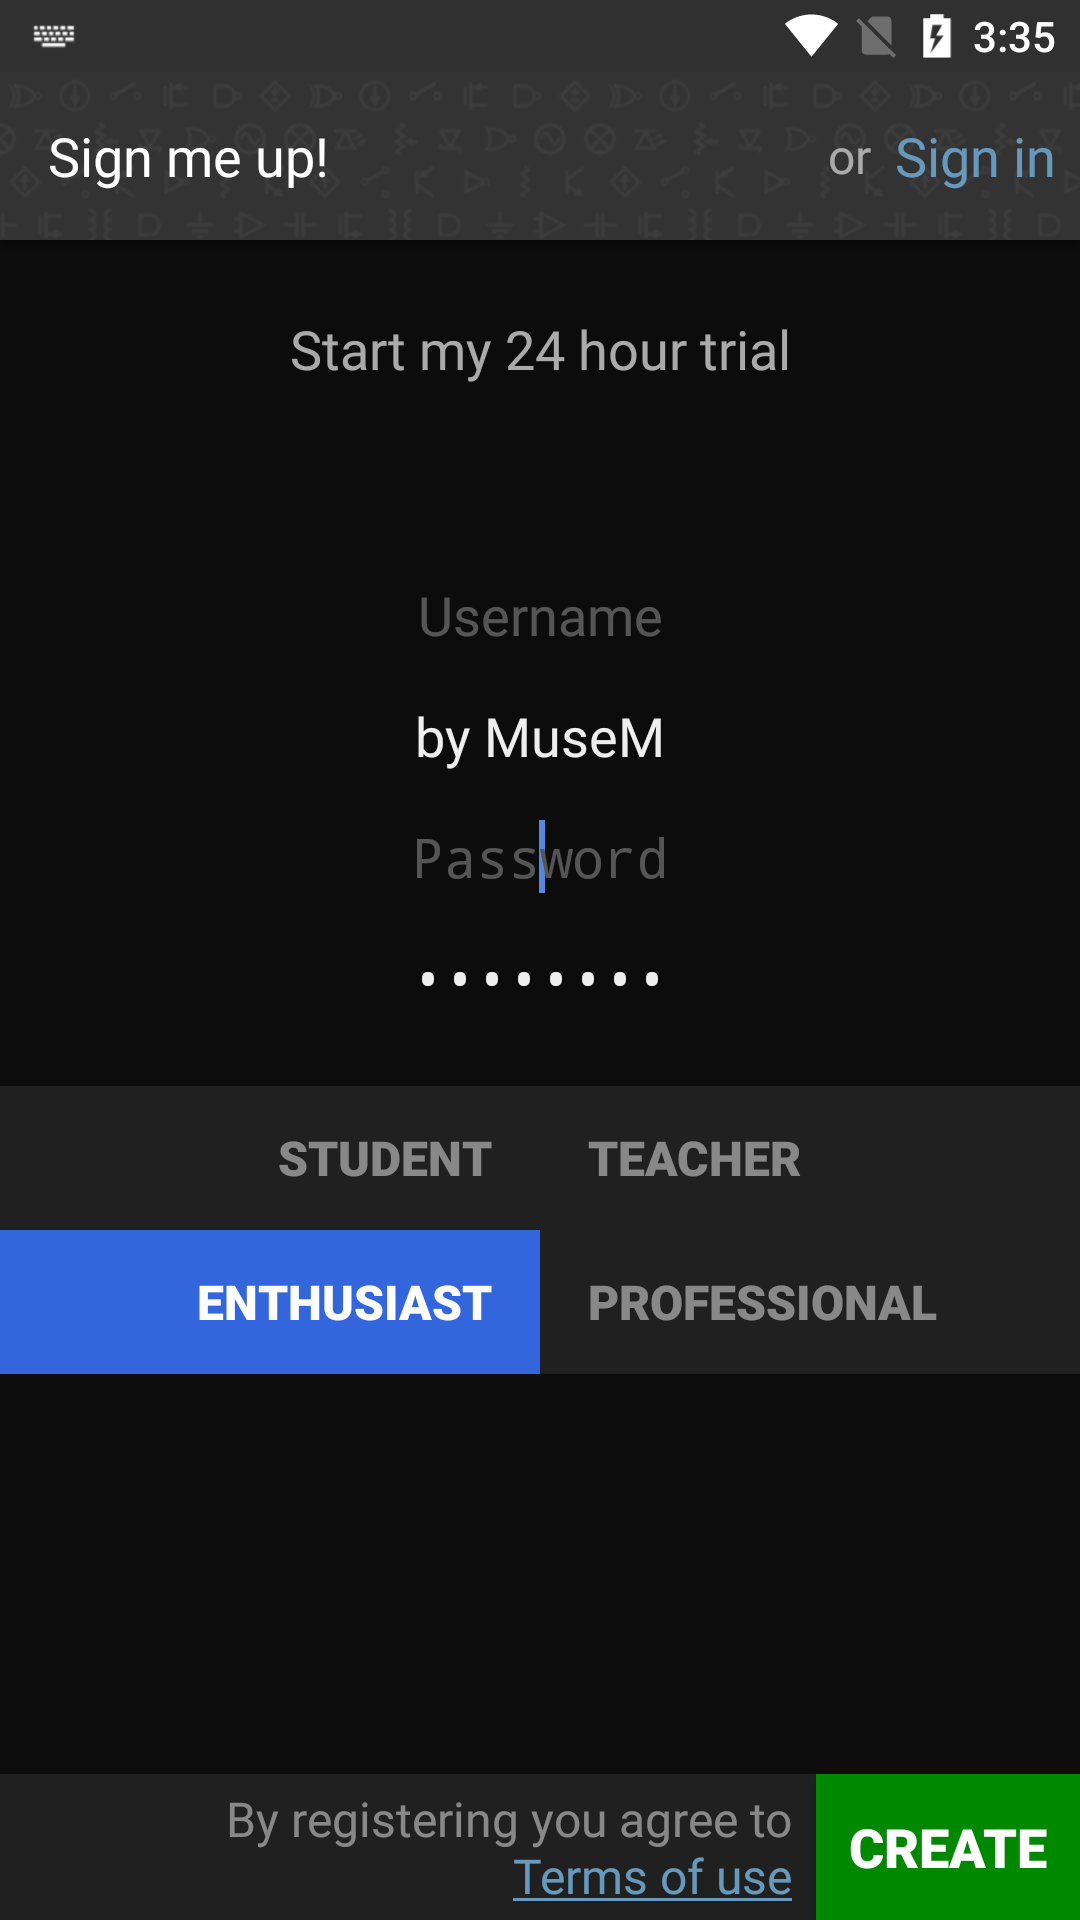 3:35
Sign me up!
or Sign in
Start my 24 hour trial
Username
by MuseM
Password
••••••••
STUDENT
TEACHER
ENTHUSIAST
PROFESSIONAL
By registering you agree to
Terms of use
CREATE